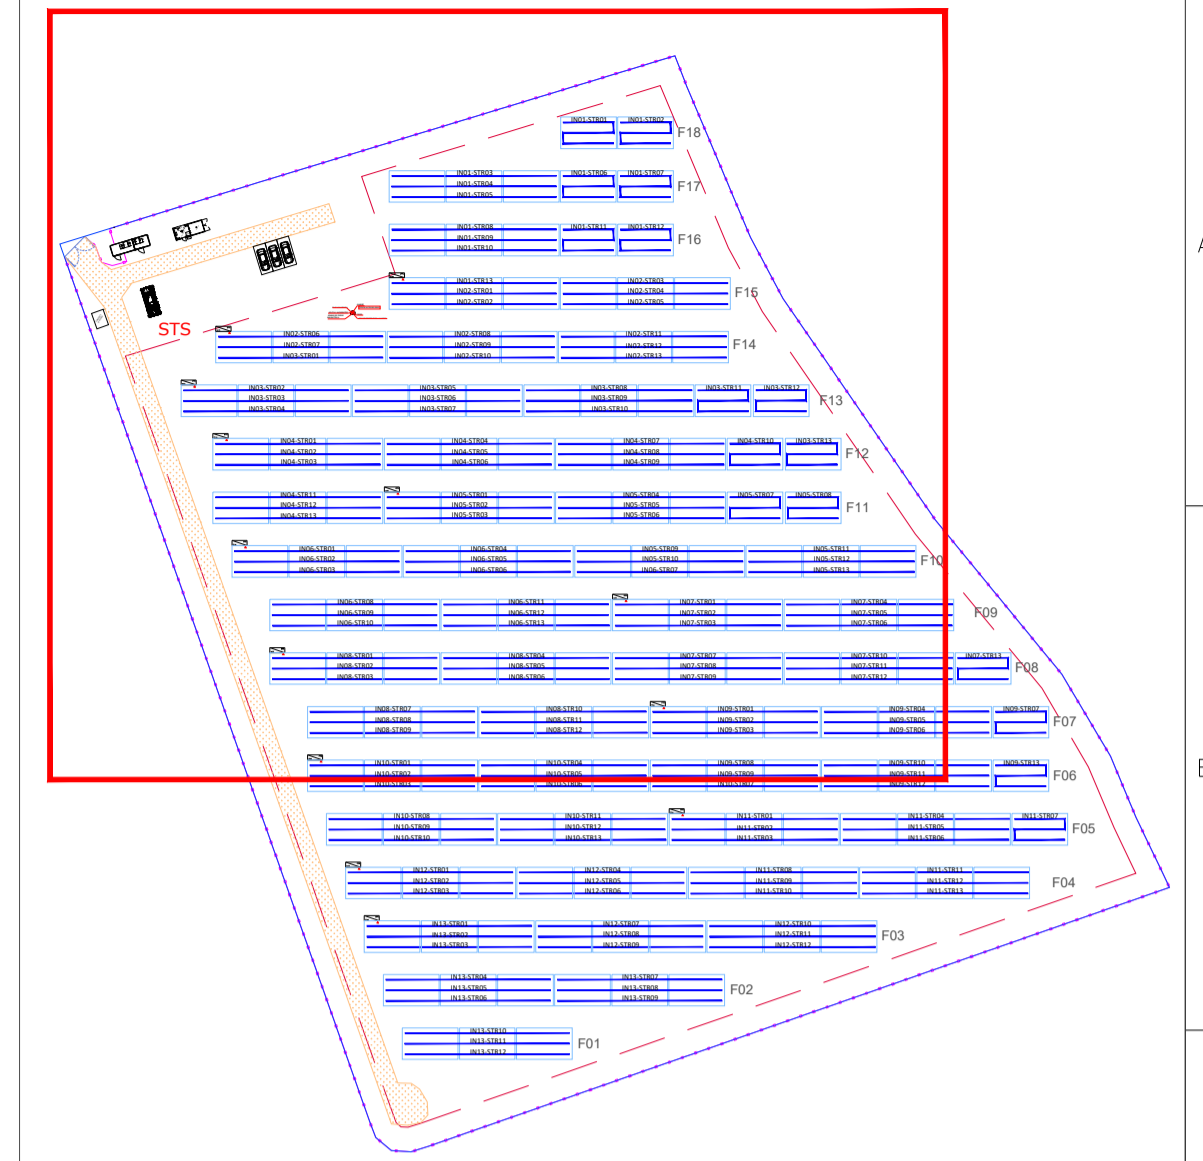 IN01-STR01 IN01-STR02
F18
IN01-STR03 IN01-STR06 IN01-STR07
IN01-STR04
F17
IN01-STR05
IN01-STR08 IN01-STR11 IN01-STR12
IN01-STR09
F16
IN01-STR10
A
IN01-STR13 IN02-STR03
IN02-STR01 IN02-STR04
F15
IN02-STR02 IN02-STR05
STS
IN02-STR06 IN02-STR08 IN02-STR11
IN02-STR07 IN02-STR09 IN02-STR12
F14
IN03-STR01 IN02-STR10 IN02-STR13
IN03-STR02 IN03-STR05 IN03-STR08 IN03-STR11 IN03-STR12
IN03-STR03 IN03-STR06 IN03-STR09
F13
IN03-STR04 IN03-STR07 IN03-STR10
IN04-STR01 IN04-STR04 IN04-STR07 IN04-STR10 IN03-STR13
IN04-STR02 IN04-STR05 IN04-STR08
F12
IN04-STR03 IN04-STR06 IN04-STR09
IN04-STR11 IN05-STR01 IN05-STR04 IN05-STR07 IN05-STR08
IN04-STR12 IN05-STR02 IN05-STR05
F11
IN04-STR13 IN05-STR03 IN05-STR06
IN06-STR01 IN06-STR04 IN05-STR09 IN05-STR11
IN06-STR02 IN06-STR05 IN05-STR10 IN05-STR12
F10
IN06-STR03 IN06-STR06 IN06-STR07 IN05-STR13
IN06-STR08 IN06-STR11 IN07-STR01 IN07-STR04
IN06-STR09 IN06-STR12 IN07-STR02 IN07-STR05
F09
IN06-STR10 IN06-STR13 IN07-STR03 IN07-STR06
IN08-STR01 IN08-STR04 IN07-STR07 IN07-STR10 IN07-STR13
IN08-STR02 IN08-STR05 IN07-STR08 IN07-STR11
F08
IN08-STR03 IN08-STR06 IN07-STR09 IN07-STR12
IN08-STR07 IN08-STR10 IN09-STR01 IN09-STR04 IN09-STR07
IN08-STR08 IN08-STR11 IN09-STR02 IN09-STR05
F07
IN08-STR09 IN08-STR12 IN09-STR03 IN09-STR06
IN10-STR01 IN10-STR04 IN09-STR08 IN09-STR10 IN09-STR13
IN10-STR02 IN10-STR05 IN09-STR09 IN09-STR11
F06
IN10-STR03 IN10-STR06 IN10-STR07 IN09-STR12
IN10-STR08 IN10-STR11 IN11-STR01 IN11-STR04 IN11-STR07
IN10-STR09 IN10-STR12 IN11-STR02 IN11-STR05
F05
IN10-STR10 IN10-STR13 IN11-STR03 IN11-STR06
IN12-STR01 IN12-STR04 IN11-STR08 IN11-STR11
IN12-STR02 IN12-STR05 IN11-STR09 IN11-STR12
F04
IN12-STR03 IN12-STR06 IN11-STR10 IN11-STR13
IN13-STR01 IN12-STR07 IN12-STR10
IN13-STR02 IN12-STR08 IN12-STR11
F03
IN13-STR03 IN12-STR09 IN12-STR12
IN13-STR04 IN13-STR07
IN13-STR05 IN13-STR08
F02
IN13-STR06 IN13-STR09
IN13-STR10
IN13-STR11
F01
IN13-STR12